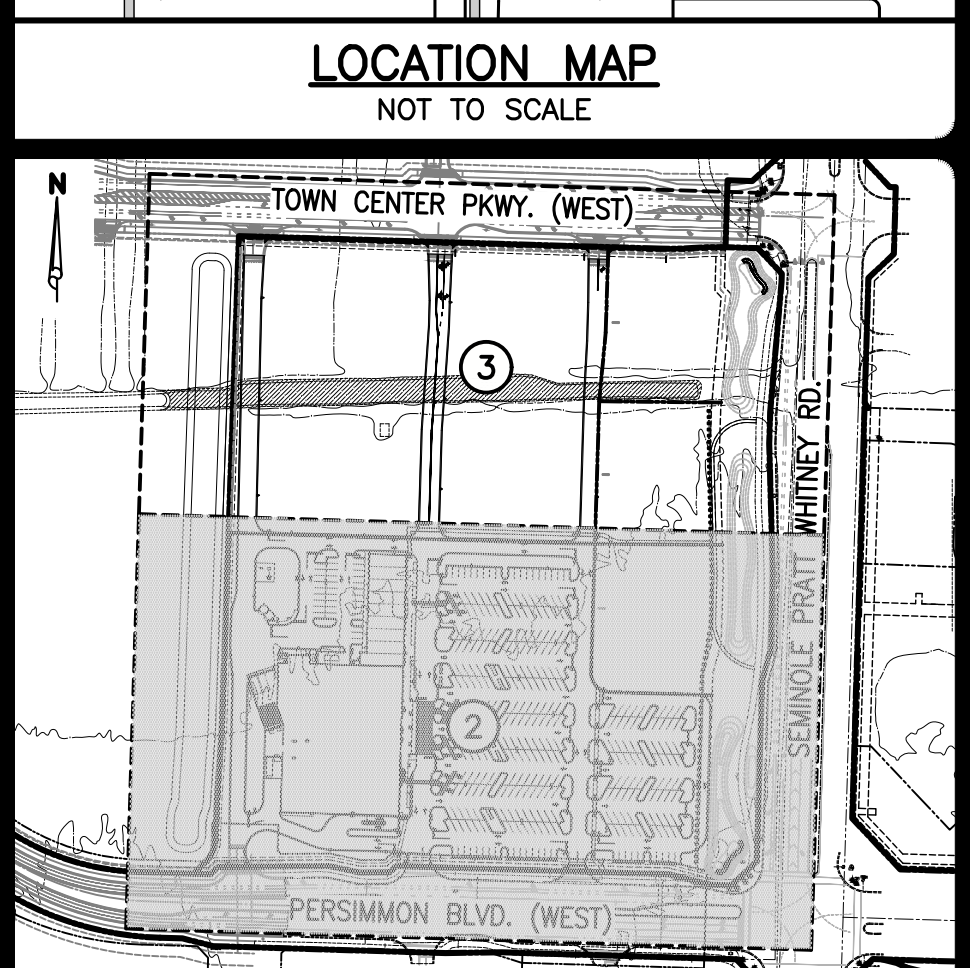 LOCATION MAP
NOT TO SCALE
N
TOWN CENTER PKWY. (WEST)
3
SEMINOLE PRATT WHITNEY RD.
2
PERSIMMON BLVD. (WEST)